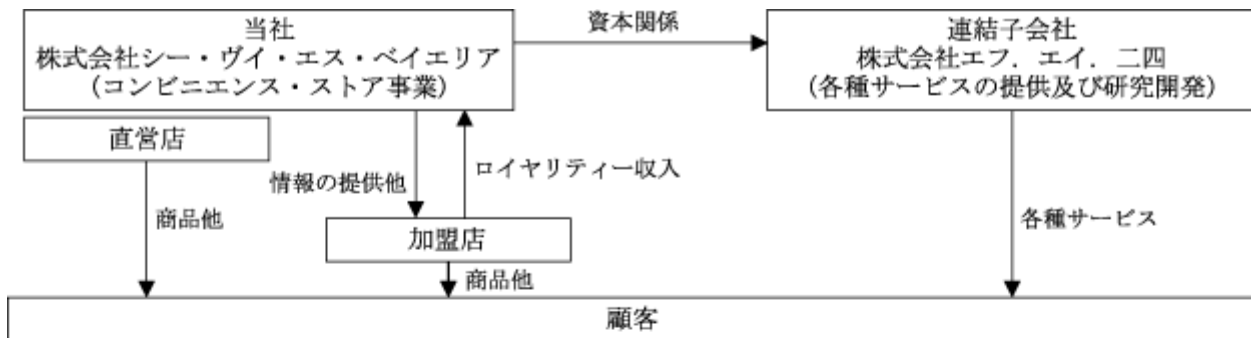 当社
株式会社シー・ヴイ・エス・ベイエリア
（コンビニエンス・ストア事業）
資本関係
連結子会社
株式会社エフ．エイ．二四
（各種サービスの提供及び研究開発）
直営店
情報の提供他
ロイヤリティー収入
商品他
加盟店
各種サービス
商品他
顧客